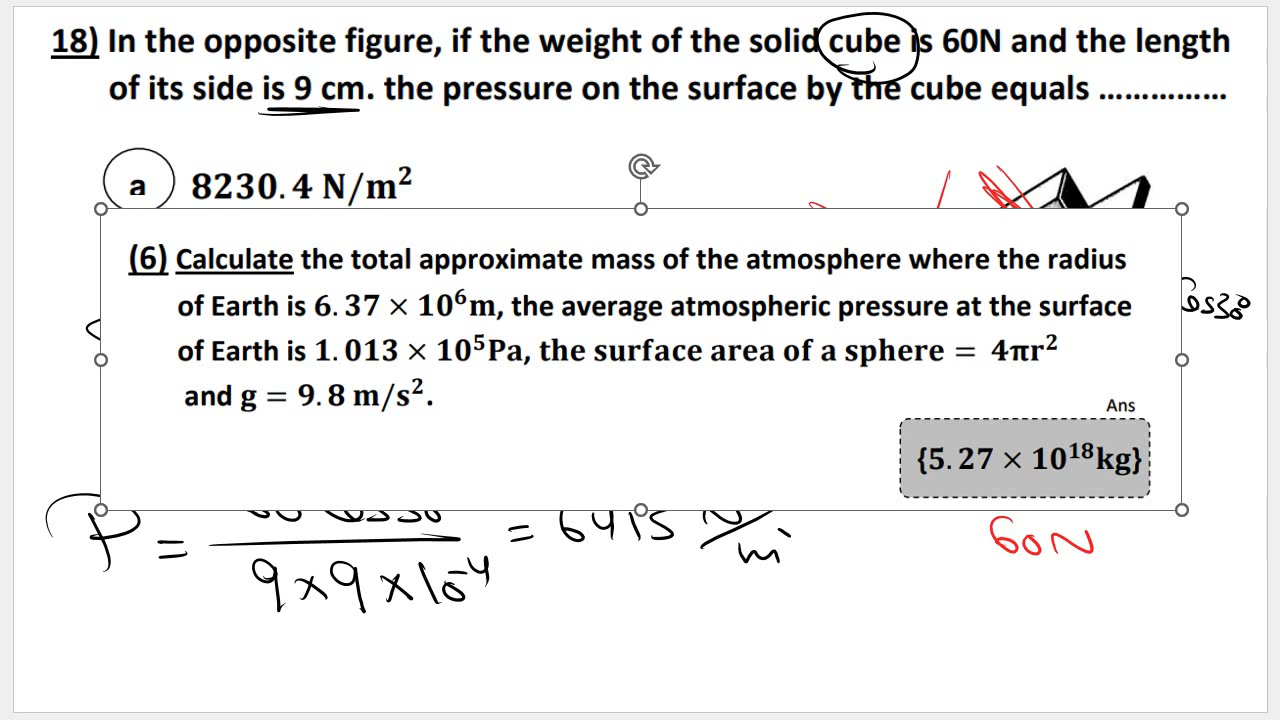 18) In the opposite figure, if the weight of the solid cube is 60N and the length
of its side is 9 cm. the pressure on the surface by the cube equals ……………
a 8230.4 N/m²
(6) Calculate the total approximate mass of the atmosphere where the radius
of Earth is 6.37 × 10⁶m, the average atmospheric pressure at the surface
of Earth is 1.013 × 10⁵Pa, the surface area of a sphere = 4πr²
and g = 9.8 m/s².
Ans
{5.27 × 10¹⁸kg}
Cos30
P = 60 Cos30 / 9×9×10⁻⁴ = 6415 N/m²
60N